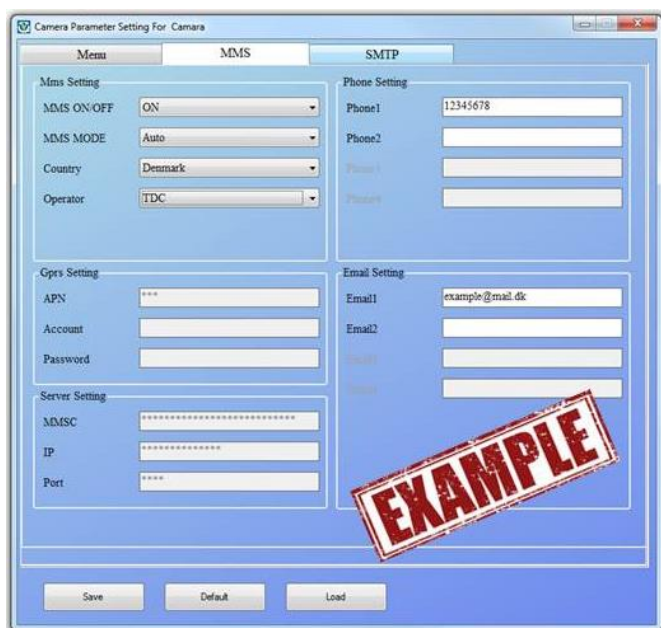 Camera Parameter Setting For Camara
Menu
MMS
SMTP
Mms Setting
MMS ON/OFF ON
MMS MODE Auto
Country Denmark
Operator TDC
Phone Setting
Phone1 12345678
Phone2
Phone4
Gprs Setting
APN ***
Account
Password
Email Setting
Email1 example@mail.dk
Email2
Server Setting
MMSC
IP
Port ****
EXAMPLE
Save
Default
Load